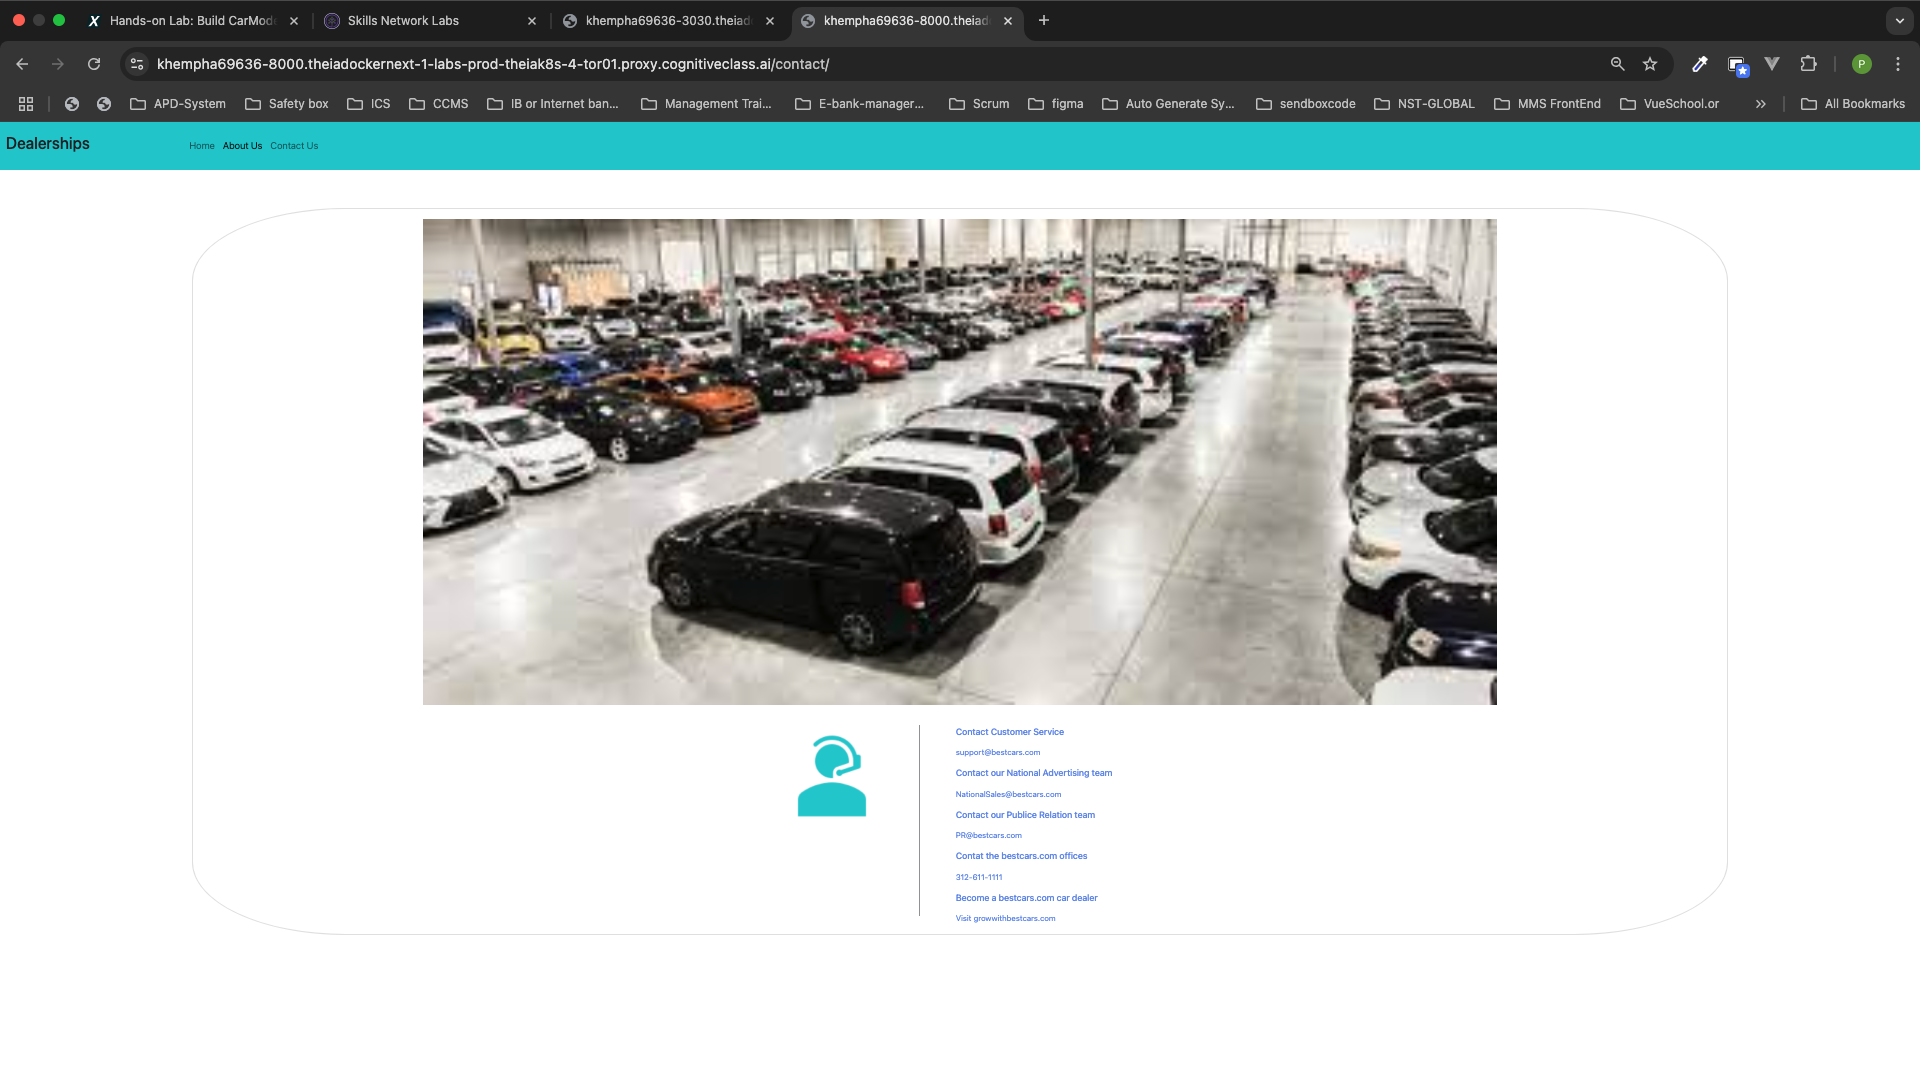 Hands-on Lab: Build CarMod
Skills Network Labs
khempha69636-3030.theiad
khempha69636-8000.theiad
khempha69636-8000.theiadockernext-1-labs-prod-theiak8s-4-tor01.proxy.cognitiveclass.ai/contact/
P
APD-System
Safety box
ICS
CCMS
IB or Internet ban...
Management Trai...
E-bank-manager...
Scrum
figma
Auto Generate Sy...
sendboxcode
NST-GLOBAL
MMS FrontEnd
VueSchool.or
All Bookmarks
Dealerships
Home
About Us
Contact Us
Contact Customer Service
support@bestcars.com
Contact our National Advertising team
NationalSales@bestcars.com
Contact our Publice Relation team
PR@bestcars.com
Contat the bestcars.com offices
312-611-1111
Become a bestcars.com car dealer
Visit growwithbestcars.com